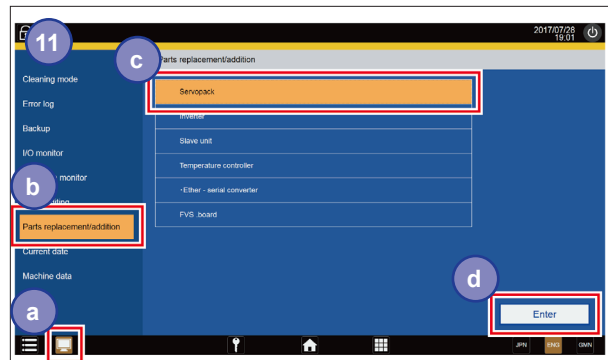 11
2017/07/28
19:01
c
Parts replacement/addition
Cleaning mode
Servopack
Error log
Inverter
Backup
Slave unit
I/O monitor
Temperature controller
monitor
b
・Ether - serial converter
FVS .board
Parts replacement/addition
Current date
Machine data
d
a
Enter
JPN ENG GMN